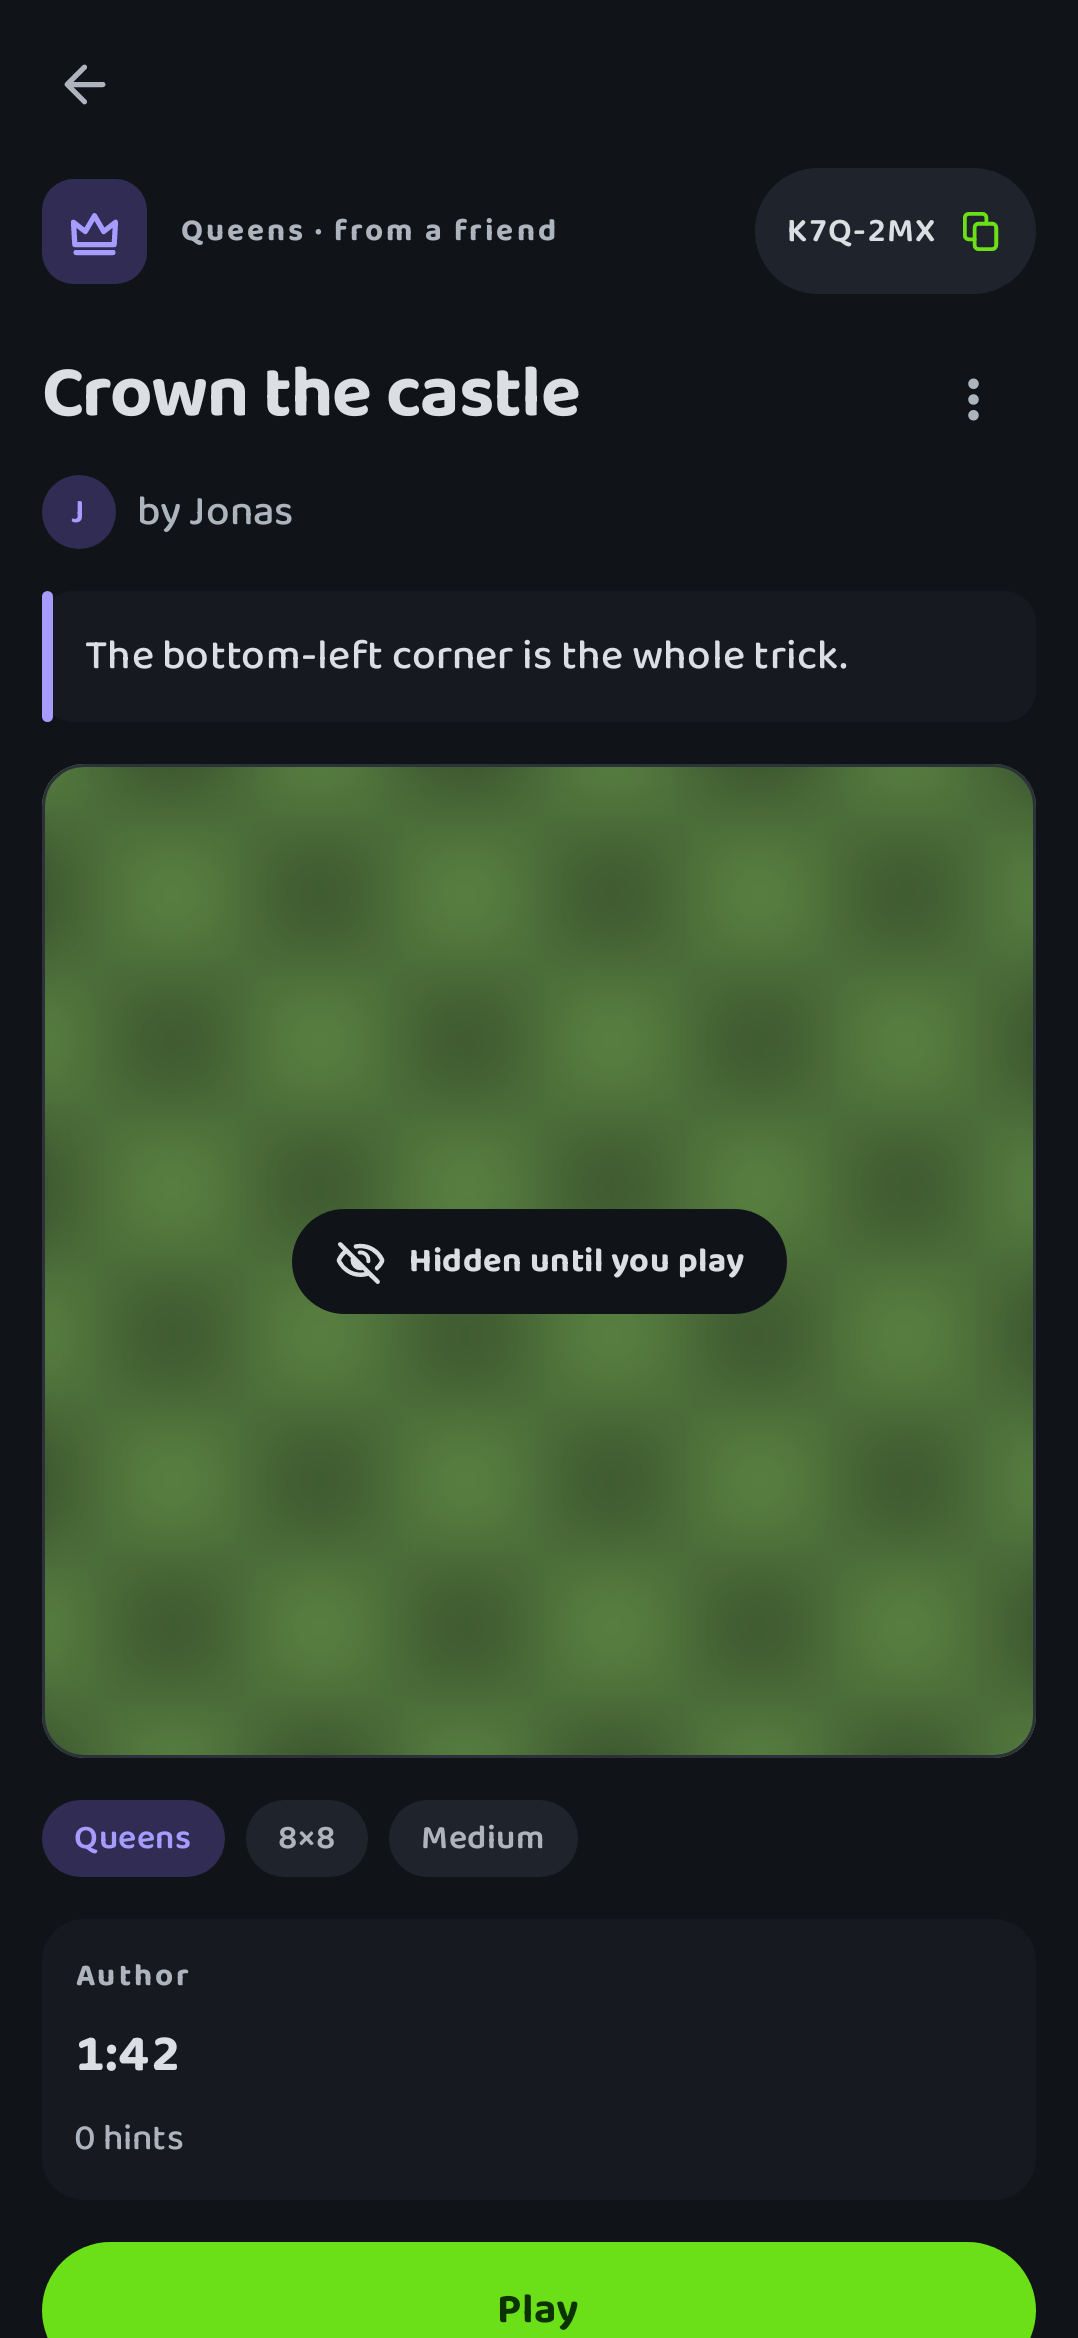 Queens · from a friend
K7Q-2MX
Crown the castle
J
by Jonas
The bottom-left corner is the whole trick.
Hidden until you play
Queens
8×8
Medium
Author
1:42
0 hints
Play